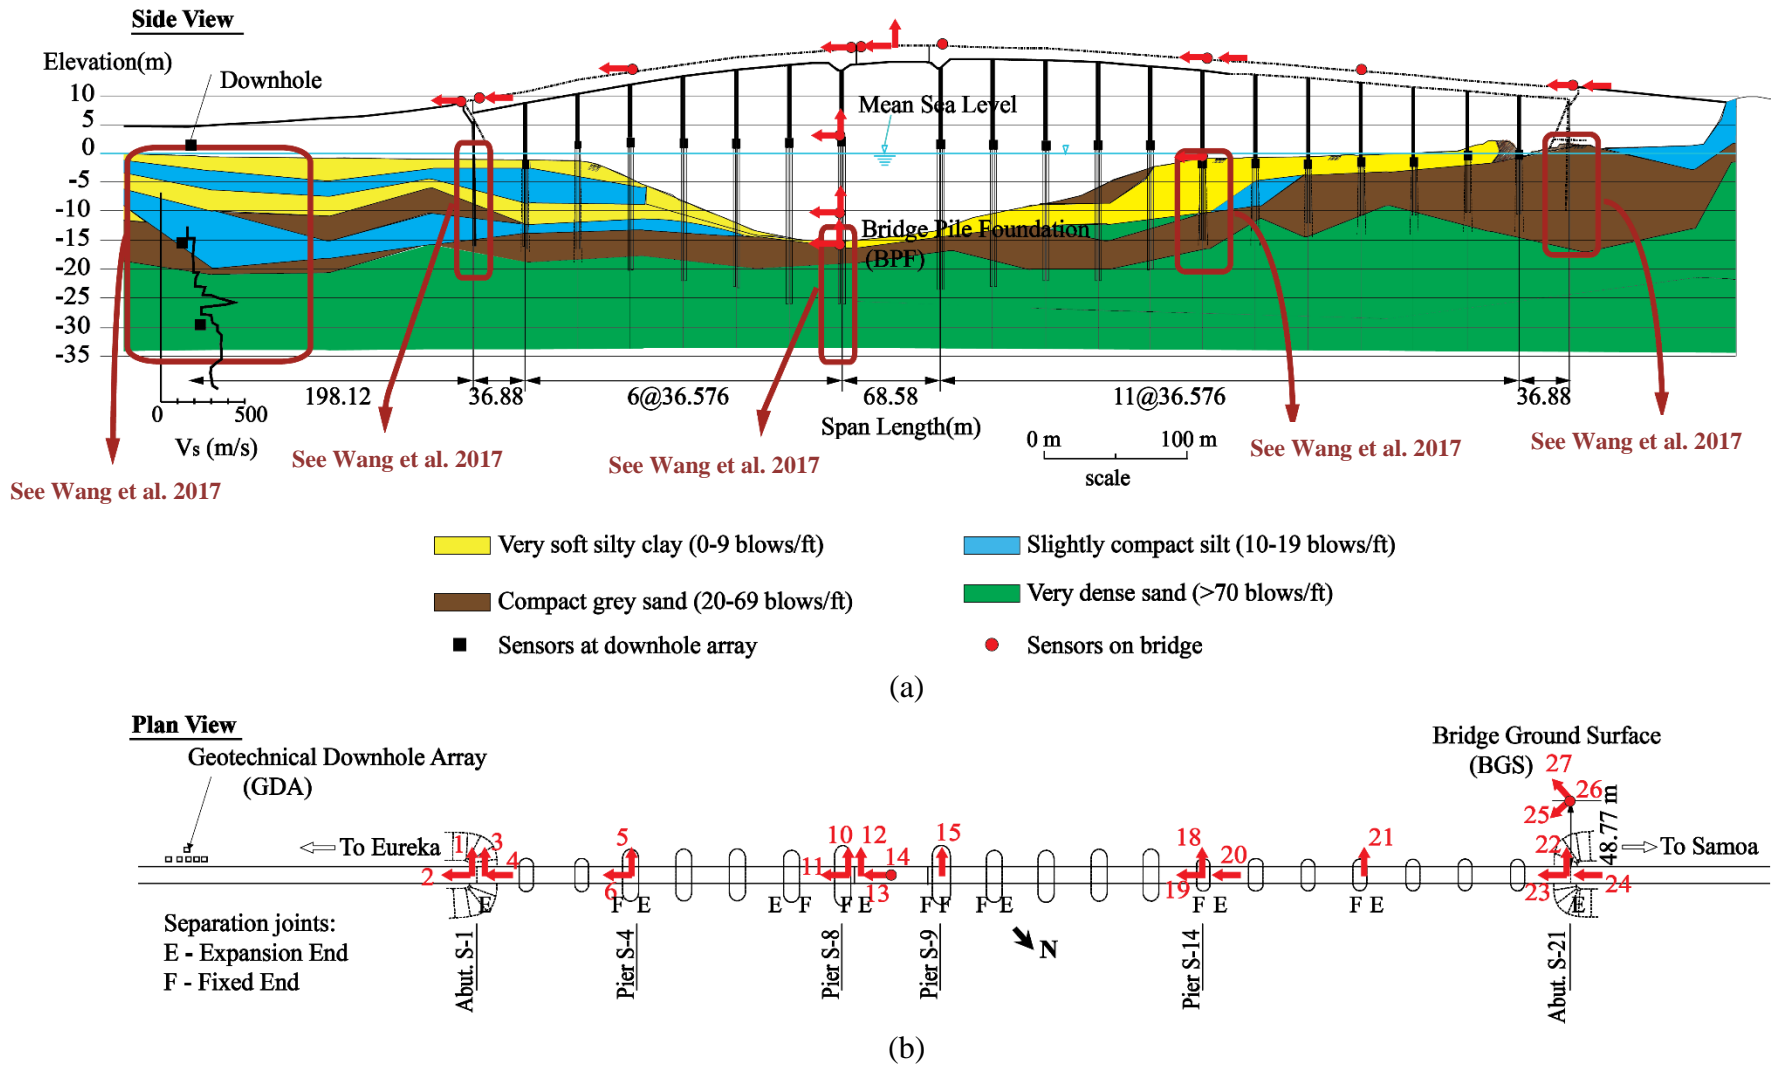 Side View
Elevation(m)
Downhole
10
5
0
-5
-10
-15
-20
-25
-30
-35
Mean Sea Level
Bridge Pile Foundation
(BPF)
198.12
36.88
6@36.576
68.58
11@36.576
36.88
0
500
Vs (m/s)
Span Length(m)
0 m
100 m
scale
See Wang et al. 2017
See Wang et al. 2017
See Wang et al. 2017
See Wang et al. 2017
See Wang et al. 2017
Very soft silty clay (0-9 blows/ft)
Slightly compact silt (10-19 blows/ft)
Compact grey sand (20-69 blows/ft)
Very dense sand (>70 blows/ft)
Sensors at downhole array
Sensors on bridge
(a)
Plan View
Geotechnical Downhole Array
(GDA)
Bridge Ground Surface
(BGS)
To Eureka
To Samoa
48.77 m
1
2
3
4
5
6
10
11
12
13
14
15
18
19
20
21
22
23
24
25
26
27
E
F E
E F
F E
F F
F E
F E
F E
E
N
Separation joints:
E - Expansion End
F - Fixed End
Abut. S-1
Pier S-4
Pier S-8
Pier S-9
Pier S-14
Abut. S-21
(b)